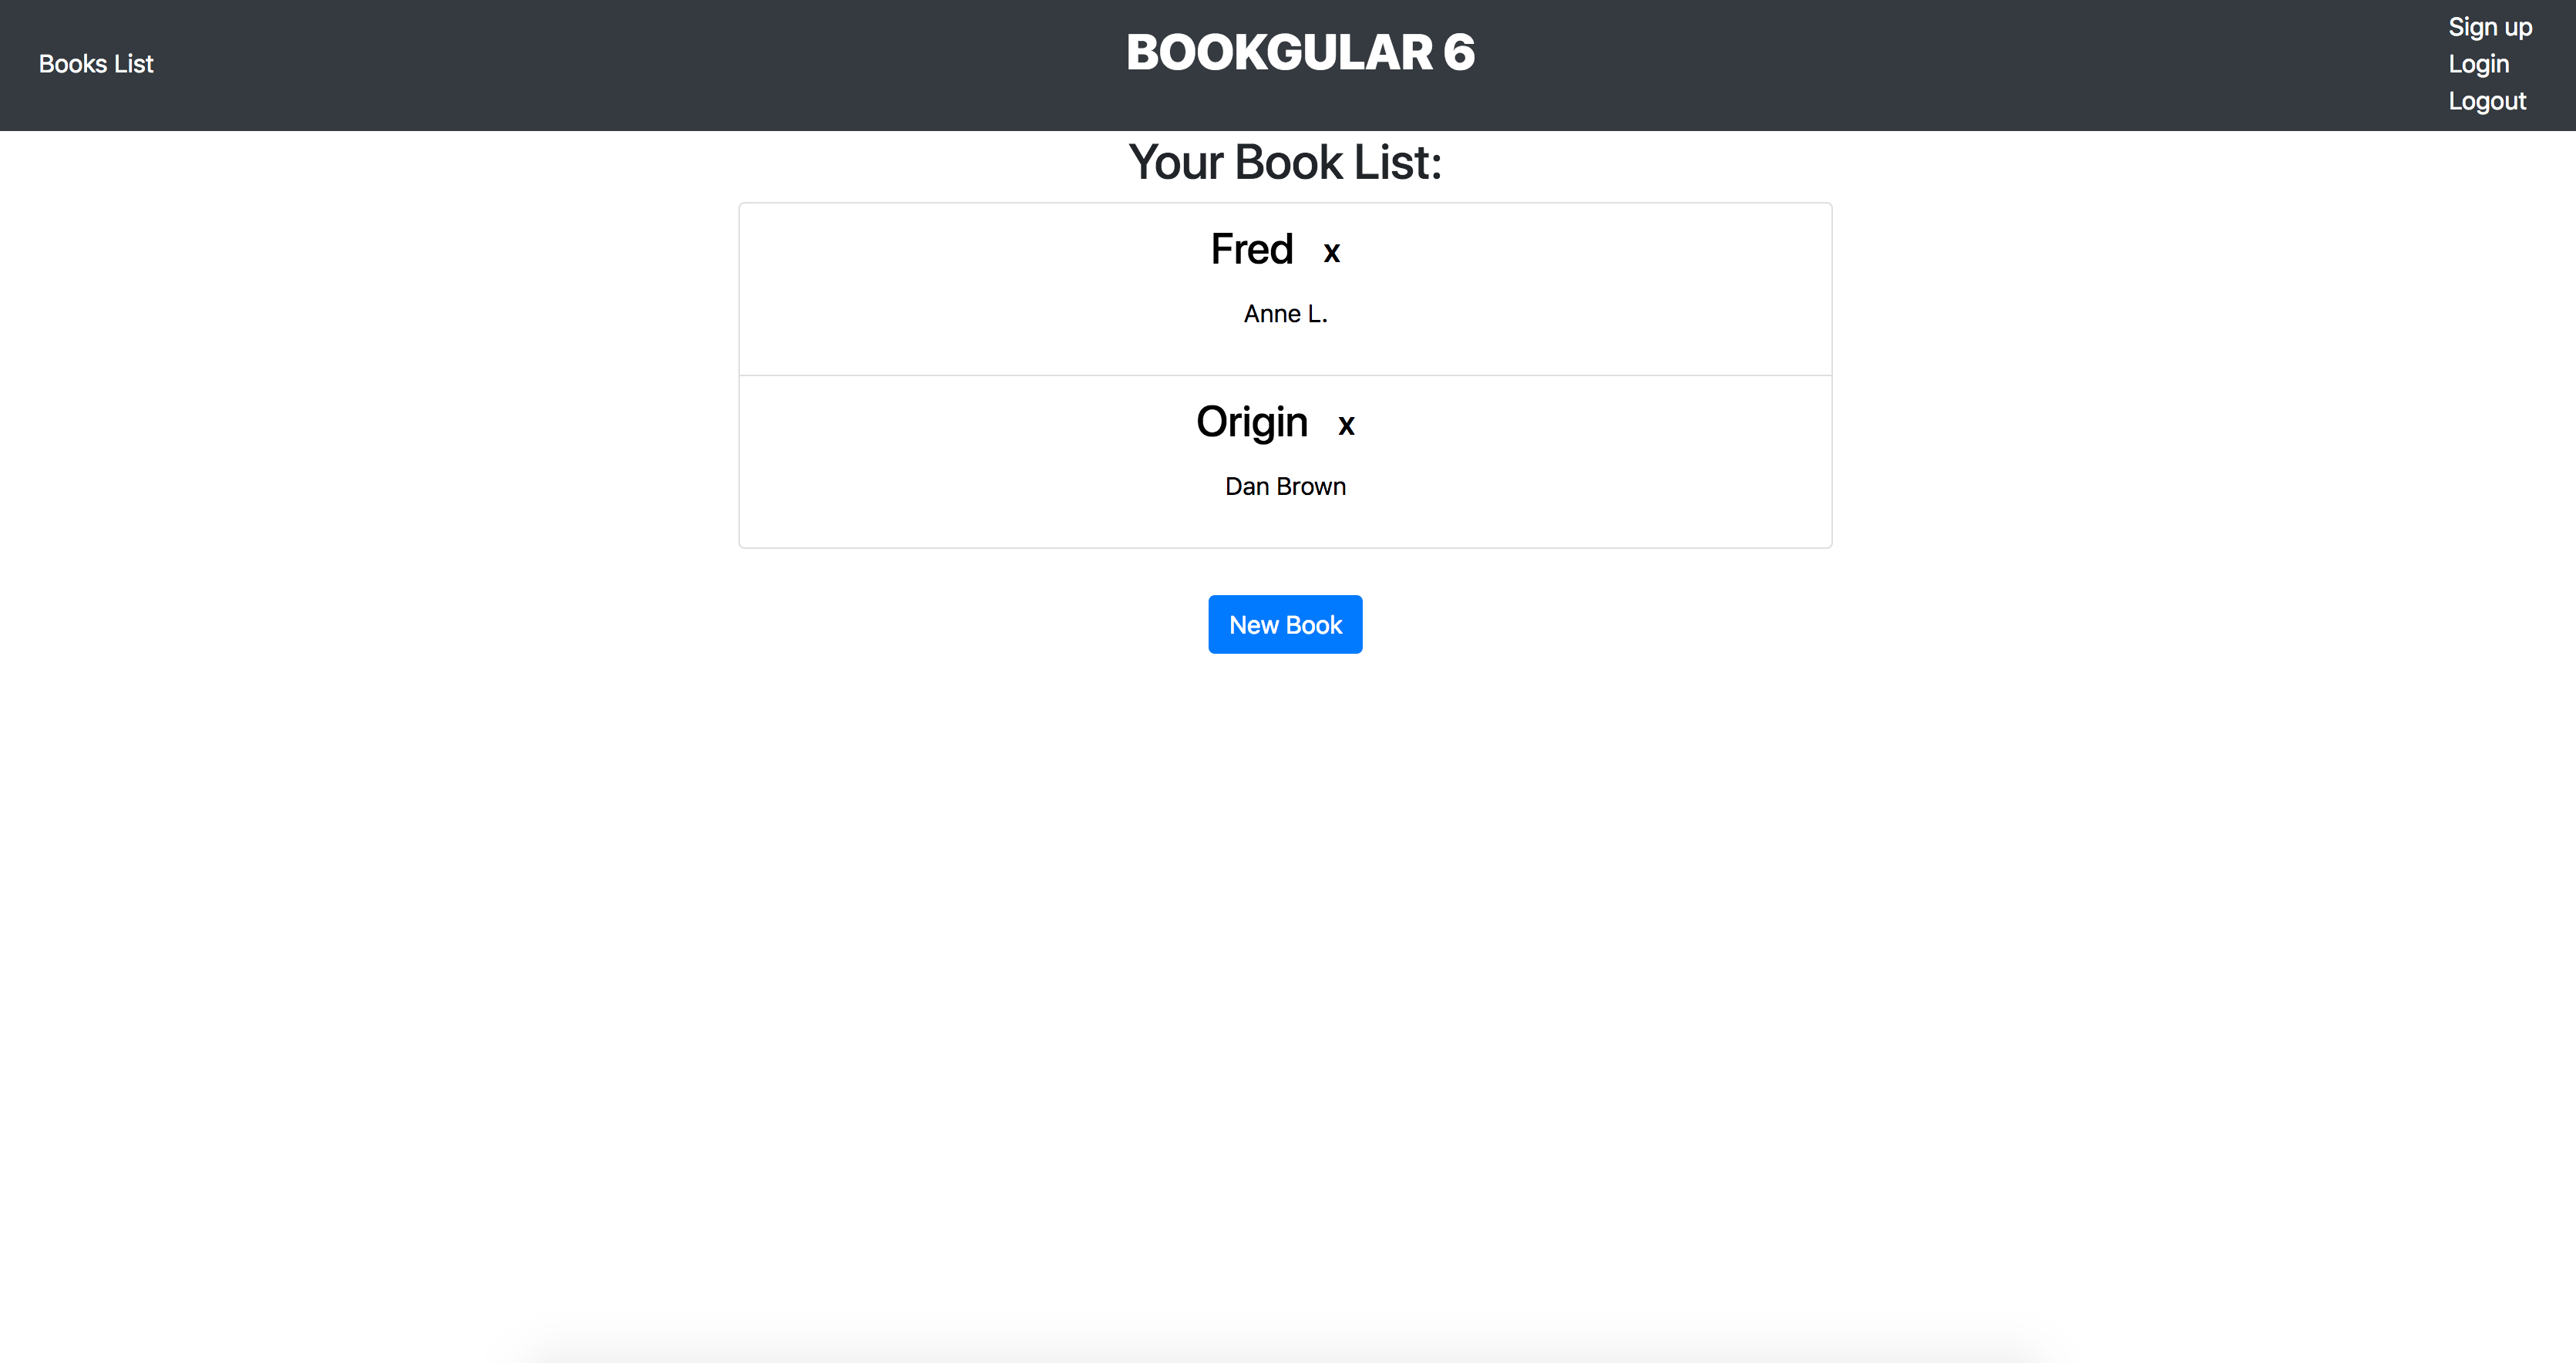 Books List
BOOKGULAR 6
Sign up
Login
Logout
Your Book List:
Fred x
Anne L.
Origin x
Dan Brown
New Book